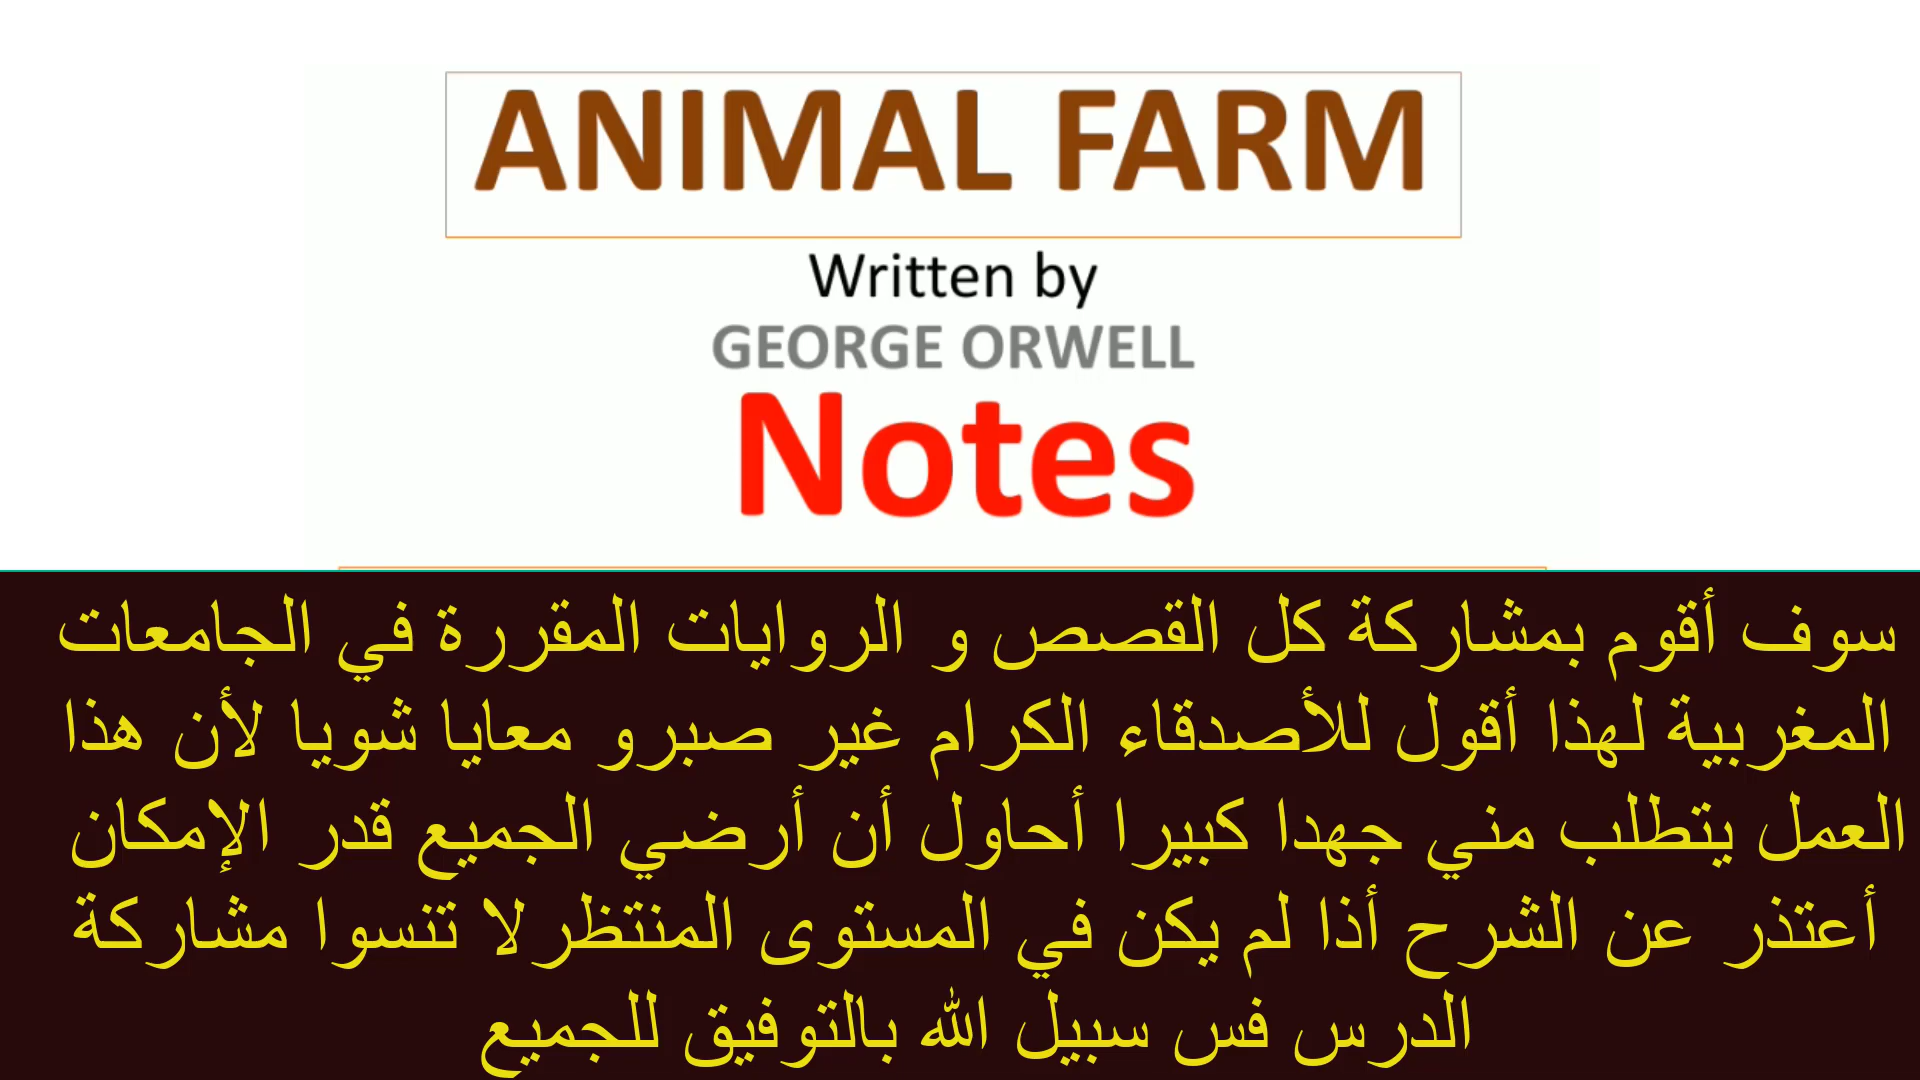 ANIMAL FARM
Written by
GEORGE ORWELL
Notes
سوف أقوم بمشاركة كل القصص و الروايات المقررة في الجامعات
المغربية لهذا أقول للأصدقاء الكرام غير صبرو معايا شويا لأن هذا
العمل يتطلب مني جهدا كبيرا أحاول أن أرضي الجميع قدر الإمكان
أعتذر عن الشرح أذا لم يكن في المستوى المنتظرلا تنسوا مشاركة
الدرس فس سبيل الله بالتوفيق للجميع